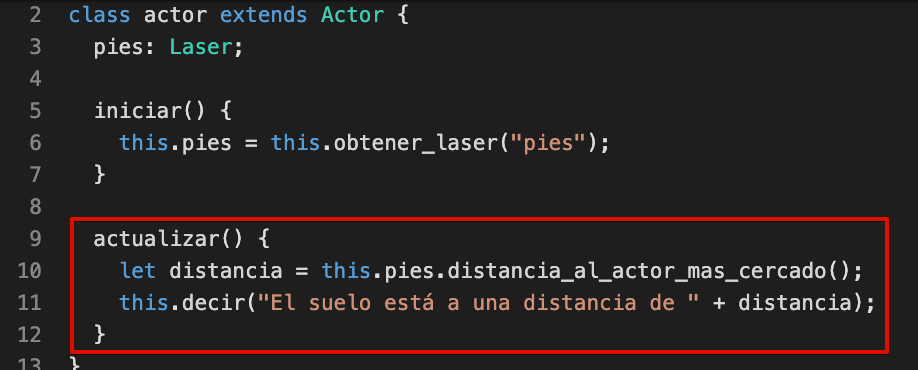 2 class actor extends Actor {
3 pies: Laser;
4
5 iniciar() {
6 this.pies = this.obtener_laser("pies");
7 }
8
9 actualizar() {
10 let distancia = this.pies.distancia_al_actor_mas_cercado();
11 this.decir("El suelo está a una distancia de " + distancia);
12 }
13 }